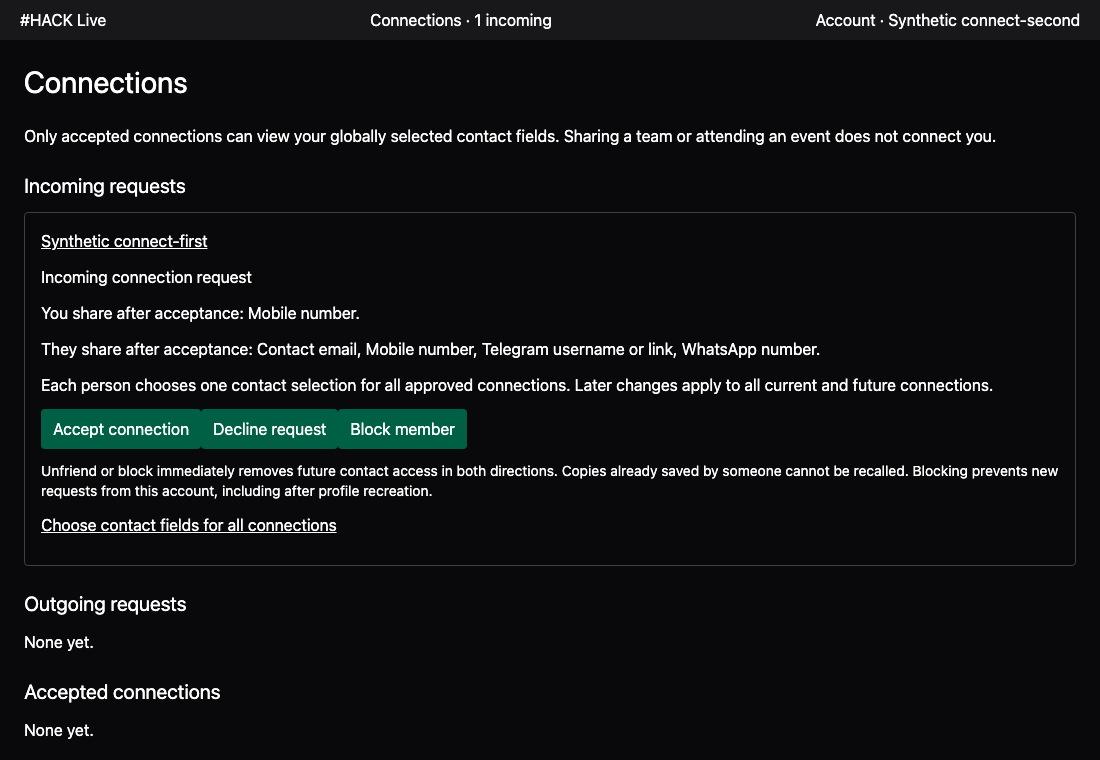 #HACK Live
Connections · 1 incoming
Account · Synthetic connect-second
Connections
Only accepted connections can view your globally selected contact fields. Sharing a team or attending an event does not connect you.
Incoming requests
Synthetic connect-first
Incoming connection request
You share after acceptance: Mobile number.
They share after acceptance: Contact email, Mobile number, Telegram username or link, WhatsApp number.
Each person chooses one contact selection for all approved connections. Later changes apply to all current and future connections.
Accept connection
Decline request
Block member
Unfriend or block immediately removes future contact access in both directions. Copies already saved by someone cannot be recalled. Blocking prevents new
requests from this account, including after profile recreation.
Choose contact fields for all connections
Outgoing requests
None yet.
Accepted connections
None yet.